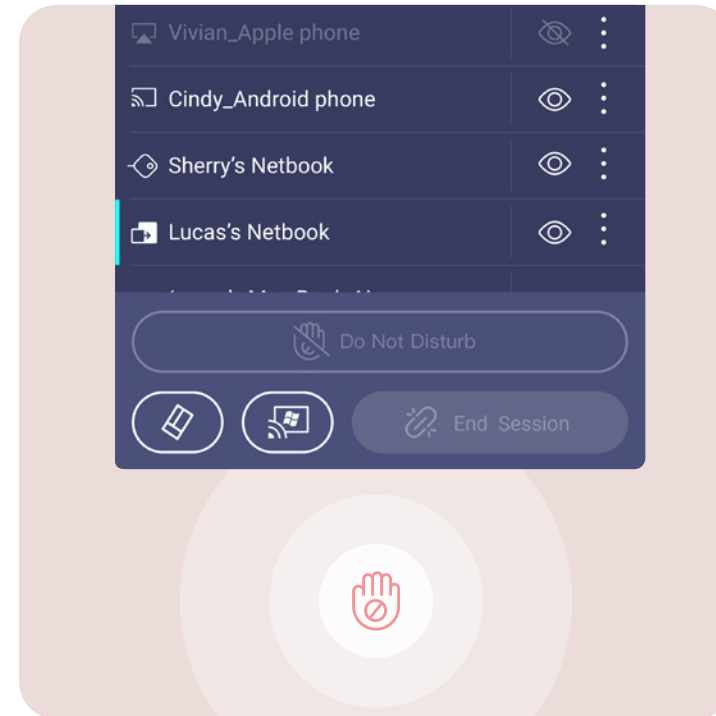 Vivian_Apple phone
Cindy_Android phone
Sherry's Netbook
Lucas's Netbook
Do Not Disturb
End Session